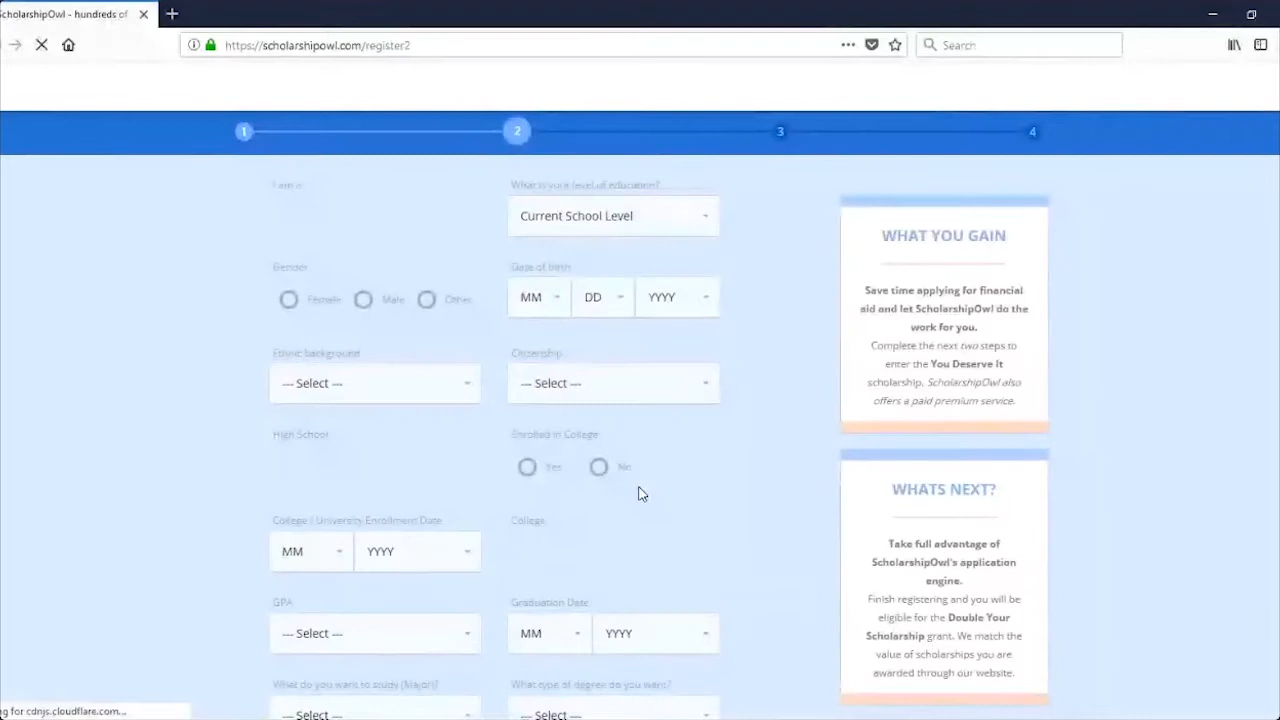 ScholarshipOwl - hundreds of
https://scholarshipowl.com/register2
Search
1
2
3
4
I am a
What is your level of education?
Current School Level
Gender
Date of birth
Female
Male
Other
MM
DD
YYYY
Ethnic background
Citizenship
--- Select ---
--- Select ---
High School
Enrolled in College
Yes
No
College / University Enrollment Date
College
MM
YYYY
GPA
Graduation Date
--- Select ---
MM
YYYY
What do you want to study (Major)?
What type of degree do you want?
--- Select ---
--- Select ---
WHAT YOU GAIN
Save time applying for financial
aid and let ScholarshipOwl do the
work for you.
Complete the next two steps to
enter the You Deserve It
scholarship. ScholarshipOwl also
offers a paid premium service.
WHATS NEXT?
Take full advantage of
ScholarshipOwl's application
engine.
Finish registering and you will be
eligible for the Double Your
Scholarship grant. We match the
value of scholarships you are
awarded through our website.
ng for cdnjs.cloudflare.com...